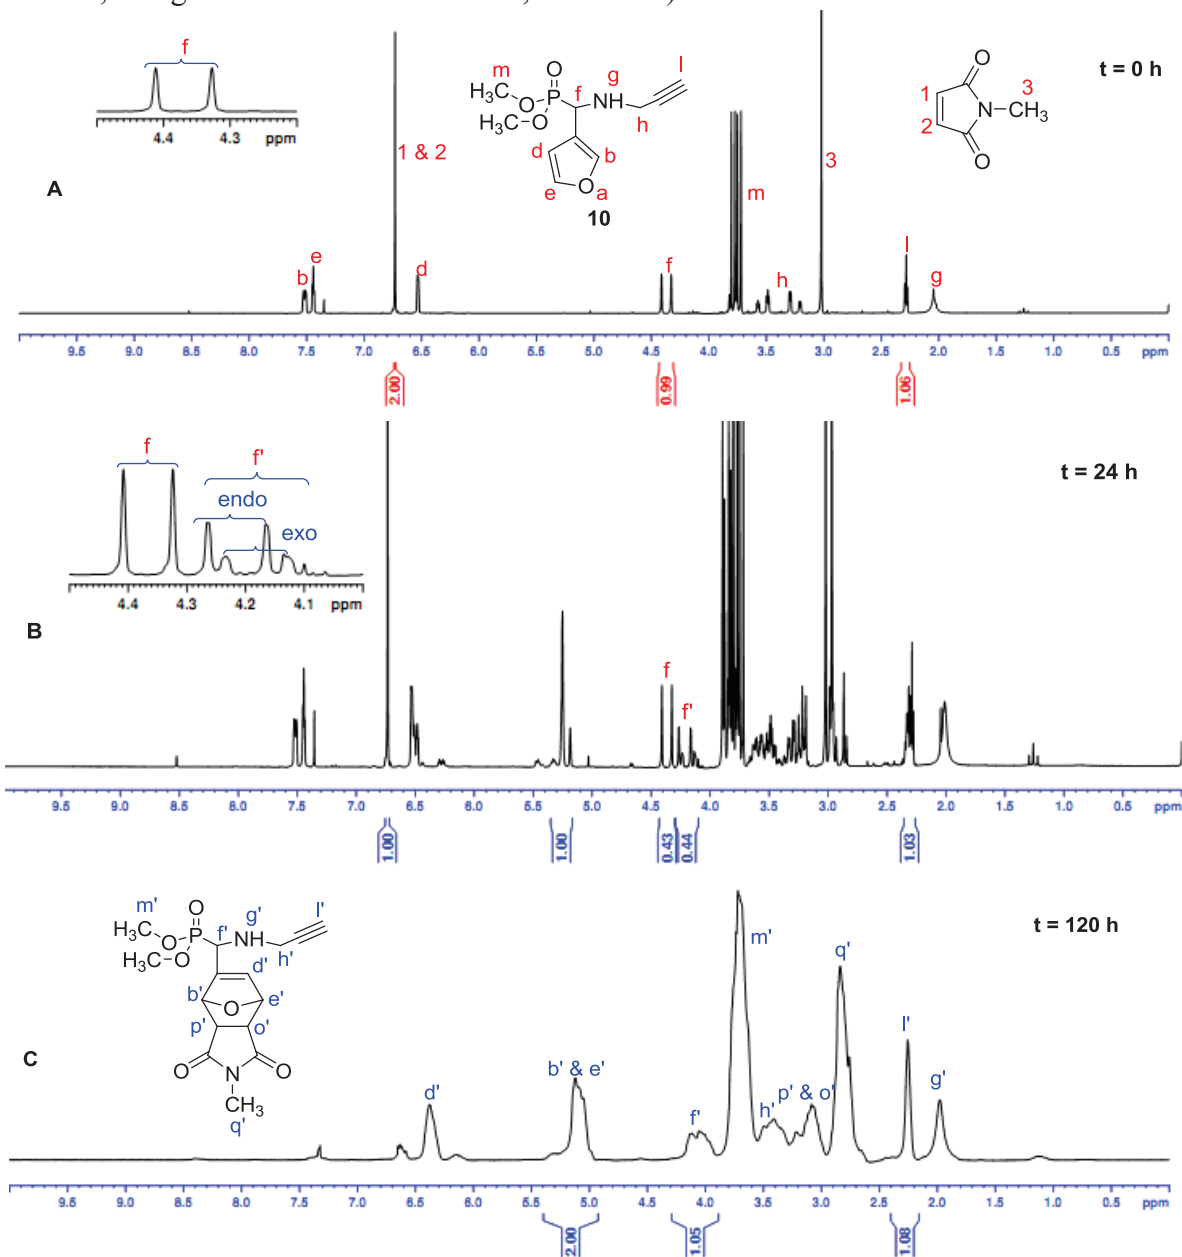 f
4.4 4.3 ppm
A
m H₃C O O P g NH l
H₃C O f h
d b
e O a
10
O
1 3
N CH₃
2
O
t = 0 h
b e 1 & 2 d f m h 3 l g
9.5 9.0 8.5 8.0 7.5 7.0 6.5 6.0 5.5 5.0 4.5 4.0 3.5 3.0 2.5 2.0 1.5 1.0 ppm
2.00 0.99 1.06
f f'
endo
exo
4.4 4.3 4.2 4.1 ppm
B
t = 24 h
f
f'
9.5 9.0 8.5 8.0 7.5 7.0 6.5 6.0 5.5 5.0 4.5 4.0 3.5 3.0 2.5 2.0 1.5 1.0 0.5 ppm
1.00 1.00 0.43 0.44 1.03
m' H₃C O O P g' NH l'
H₃C O f' h'
d'
b' O e'
p' o'
O N O
CH₃
q'
C
t = 120 h
d' b' & e' f' m' h' p' & o' q' l' g'
9.5 9.0 8.5 8.0 7.5 7.0 6.5 6.0 5.5 5.0 4.5 4.0 3.5 3.0 2.5 2.0 1.5 1.0 0.5 ppm
2.00 1.05 1.08